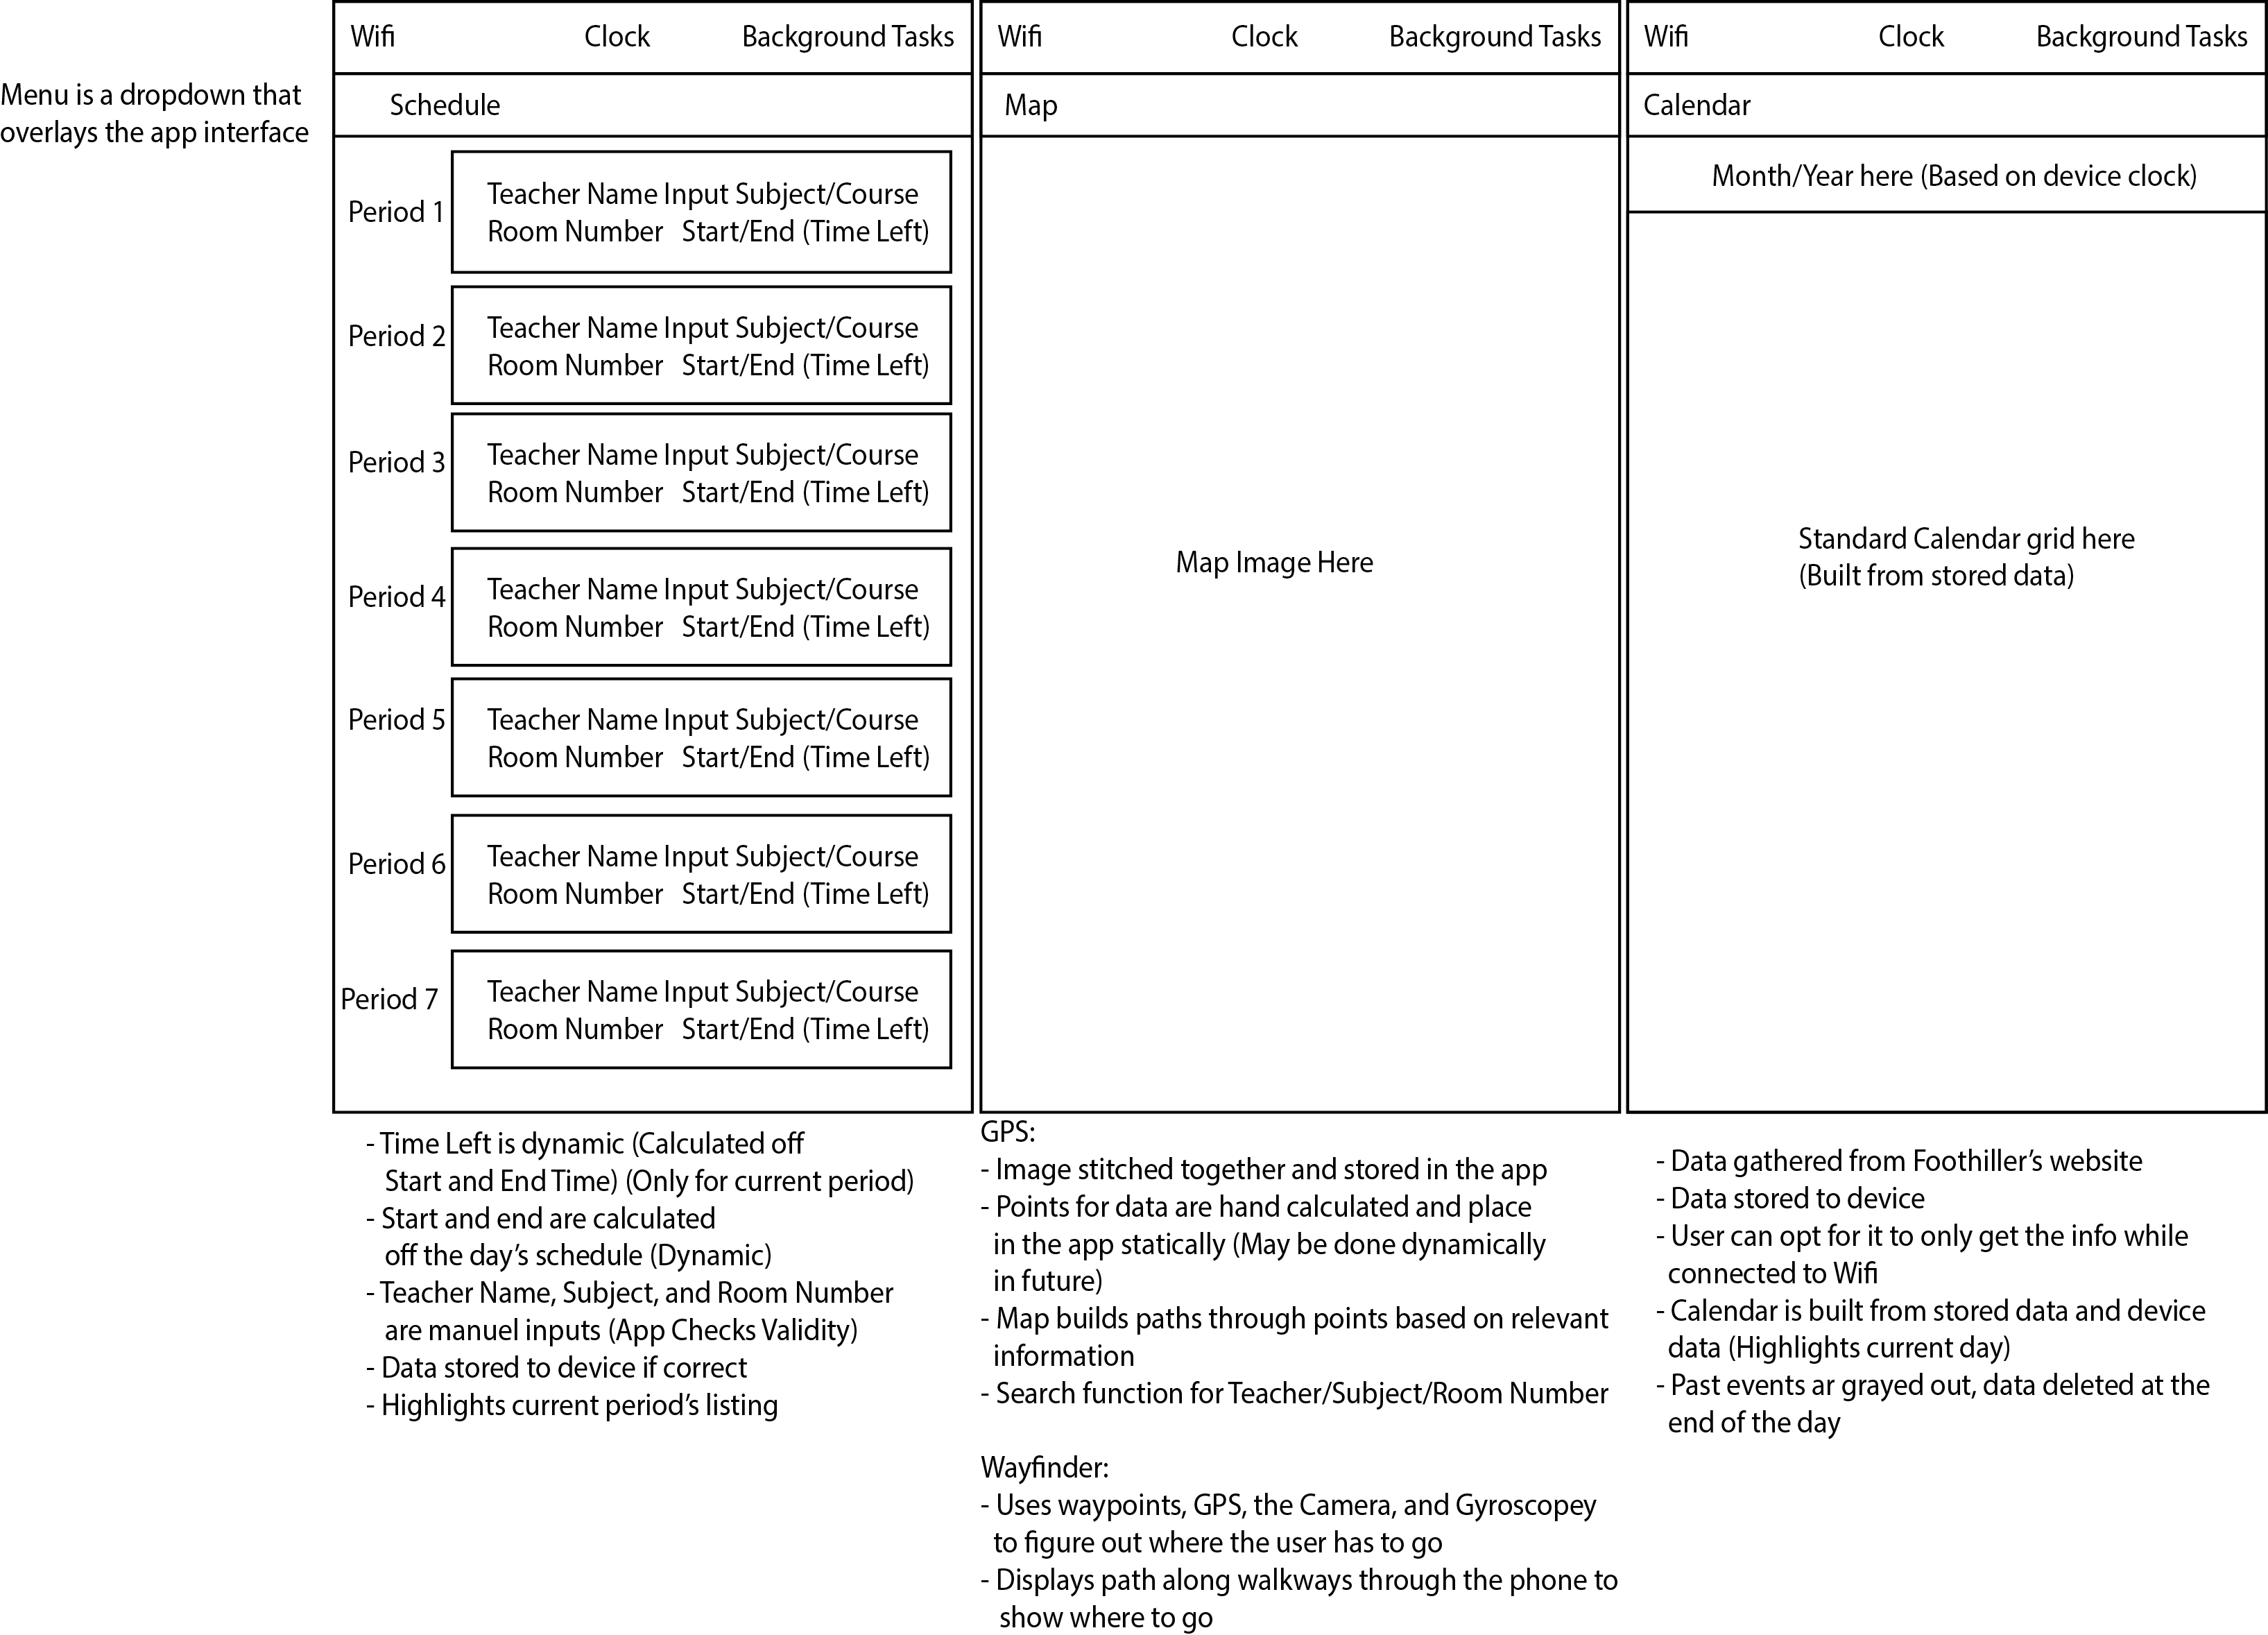 Menu is a dropdown that
overlays the app interface
Wifi Clock Background Tasks
Schedule
Period 1
Teacher Name Input Subject/Course
Room Number Start/End (Time Left)
Period 2
Teacher Name Input Subject/Course
Room Number Start/End (Time Left)
Period 3
Teacher Name Input Subject/Course
Room Number Start/End (Time Left)
Period 4
Teacher Name Input Subject/Course
Room Number Start/End (Time Left)
Period 5
Teacher Name Input Subject/Course
Room Number Start/End (Time Left)
Period 6
Teacher Name Input Subject/Course
Room Number Start/End (Time Left)
Period 7
Teacher Name Input Subject/Course
Room Number Start/End (Time Left)
- Time Left is dynamic (Calculated off
Start and End Time) (Only for current period)
- Start and end are calculated
off the day's schedule (Dynamic)
- Teacher Name, Subject, and Room Number
are manuel inputs (App Checks Validity)
- Data stored to device if correct
- Highlights current period's listing
Wifi Clock Background Tasks
Map
Map Image Here
GPS:
- Image stitched together and stored in the app
- Points for data are hand calculated and place
in the app statically (May be done dynamically
in future)
- Map builds paths through points based on relevant
information
- Search function for Teacher/Subject/Room Number
Wayfinder:
- Uses waypoints, GPS, the Camera, and Gyroscopey
to figure out where the user has to go
- Displays path along walkways through the phone to
show where to go
Wifi Clock Background Tasks
Calendar
Month/Year here (Based on device clock)
Standard Calendar grid here
(Built from stored data)
- Data gathered from Foothiller's website
- Data stored to device
- User can opt for it to only get the info while
connected to Wifi
- Calendar is built from stored data and device
data (Highlights current day)
- Past events ar grayed out, data deleted at the
end of the day